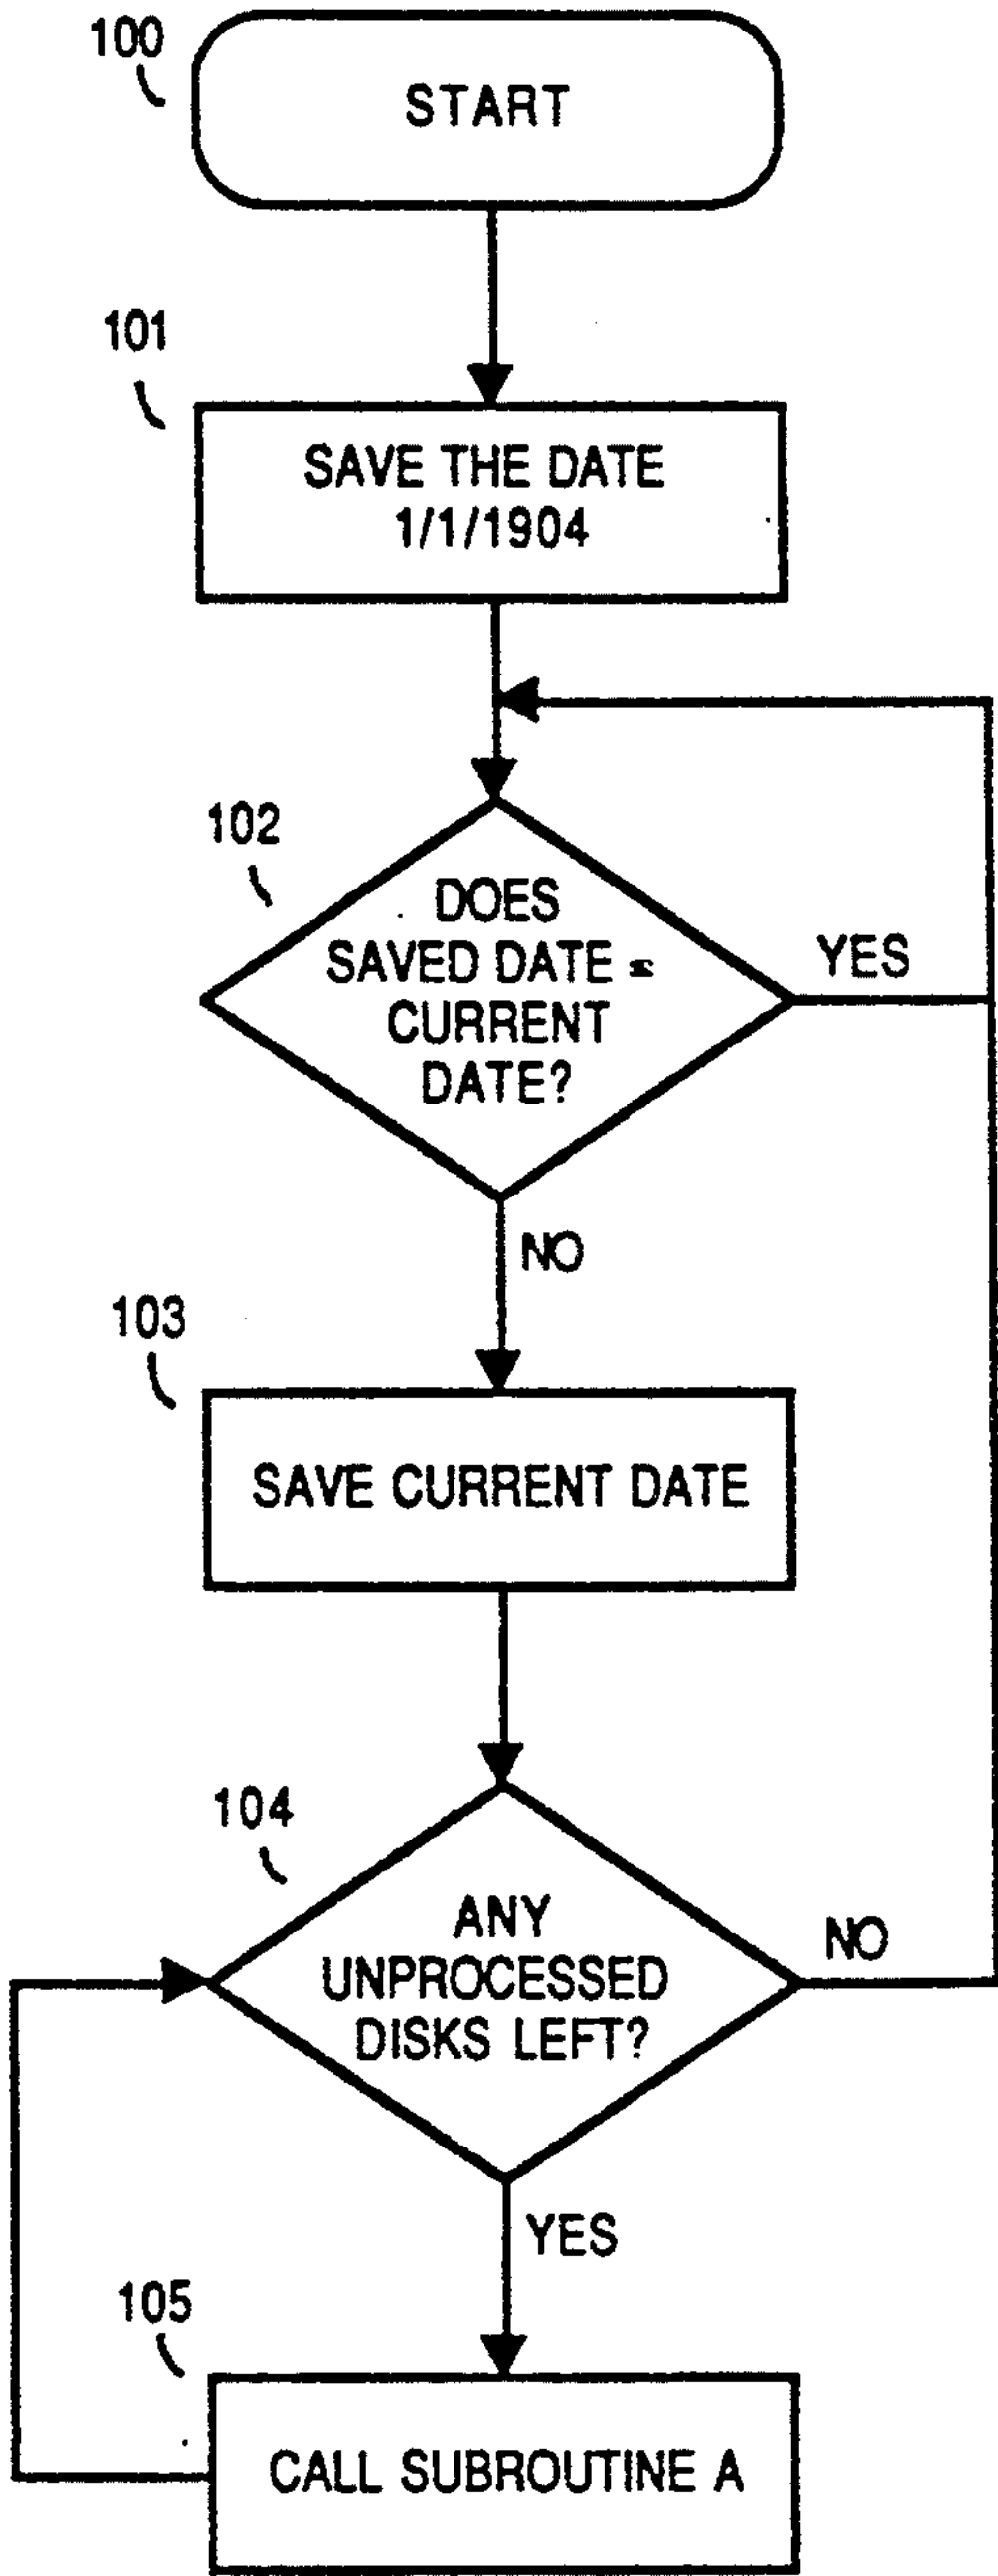 100
START
101
SAVE THE DATE
1/1/1904
102
DOES
SAVED DATE =
CURRENT
DATE?
YES
NO
103
SAVE CURRENT DATE
104
ANY
UNPROCESSED
DISKS LEFT?
NO
YES
105
CALL SUBROUTINE A